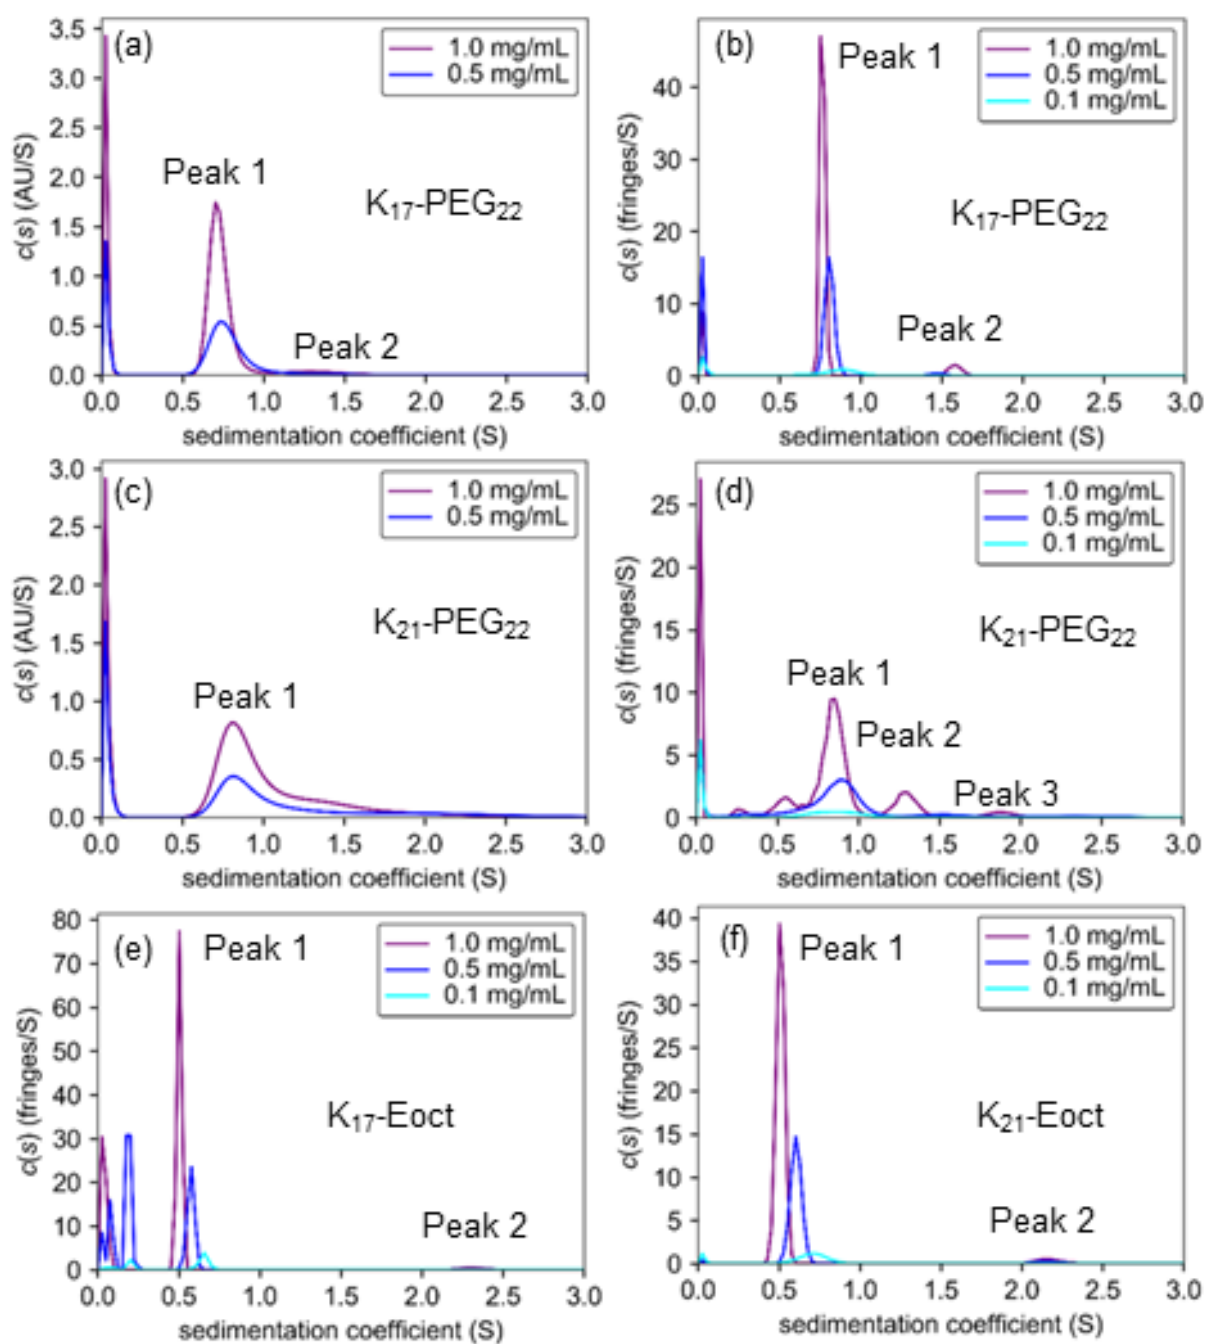 (a)
1.0 mg/mL
0.5 mg/mL
Peak 1
K17-PEG22
Peak 2
3.5
3.0
2.5
2.0
1.5
1.0
0.5
0.0
c(s) (AU/S)
0.0 0.5 1.0 1.5 2.0 2.5 3.0
sedimentation coefficient (S)
(b)
1.0 mg/mL
0.5 mg/mL
0.1 mg/mL
Peak 1
K17-PEG22
Peak 2
40
30
20
10
0
c(s) (fringes/S)
0.0 0.5 1.0 1.5 2.0 2.5 3.0
sedimentation coefficient (S)
(c)
1.0 mg/mL
0.5 mg/mL
K21-PEG22
Peak 1
3.0
2.5
2.0
1.5
1.0
0.5
0.0
c(s) (AU/S)
0.0 0.5 1.0 1.5 2.0 2.5 3.0
sedimentation coefficient (S)
(d)
1.0 mg/mL
0.5 mg/mL
0.1 mg/mL
K21-PEG22
Peak 1
Peak 2
Peak 3
25
20
15
10
5
0
c(s) (fringes/S)
0.0 0.5 1.0 1.5 2.0 2.5 3.0
sedimentation coefficient (S)
(e)
Peak 1
1.0 mg/mL
0.5 mg/mL
0.1 mg/mL
K17-Eoct
Peak 2
80
70
60
50
40
30
20
10
0
c(s) (fringes/S)
0.0 0.5 1.0 1.5 2.0 2.5 3.0
sedimentation coefficient (S)
(f)
Peak 1
1.0 mg/mL
0.5 mg/mL
0.1 mg/mL
K21-Eoct
Peak 2
40
35
30
25
20
15
10
5
0
c(s) (fringes/S)
0.0 0.5 1.0 1.5 2.0 2.5 3.0
sedimentation coefficient (S)